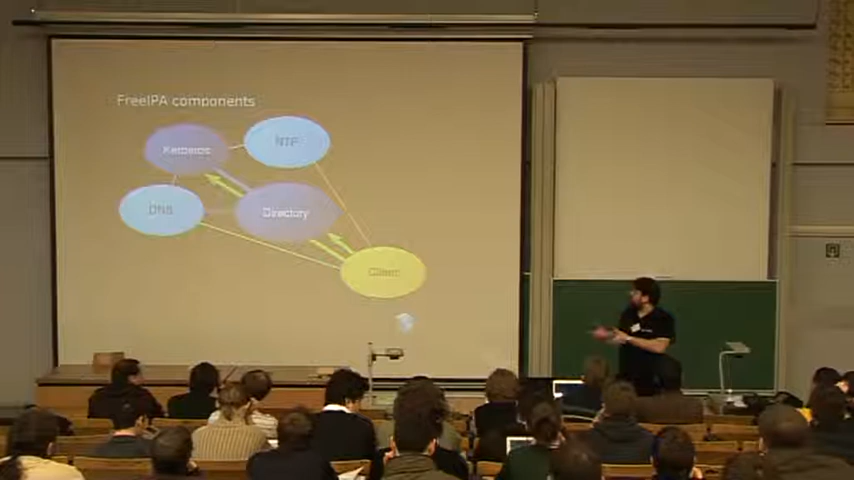 FreeIPA components
Kerberos
NTP
DNS
Directory
Client